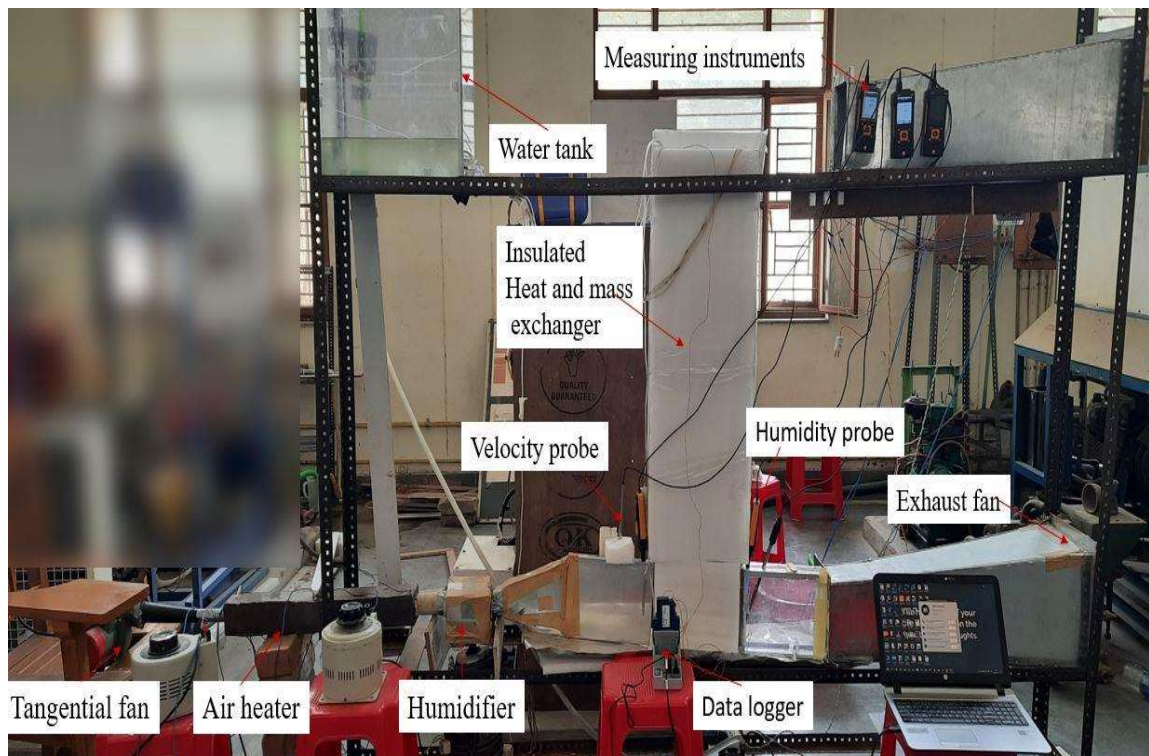 Measuring instruments
Water tank
Insulated
Heat and mass
exchanger
QUALITY
GUARANTEED
Velocity probe
Humidity probe
Exhaust fan
OK
Tangential fan
Air heater
Humidifier
Data logger